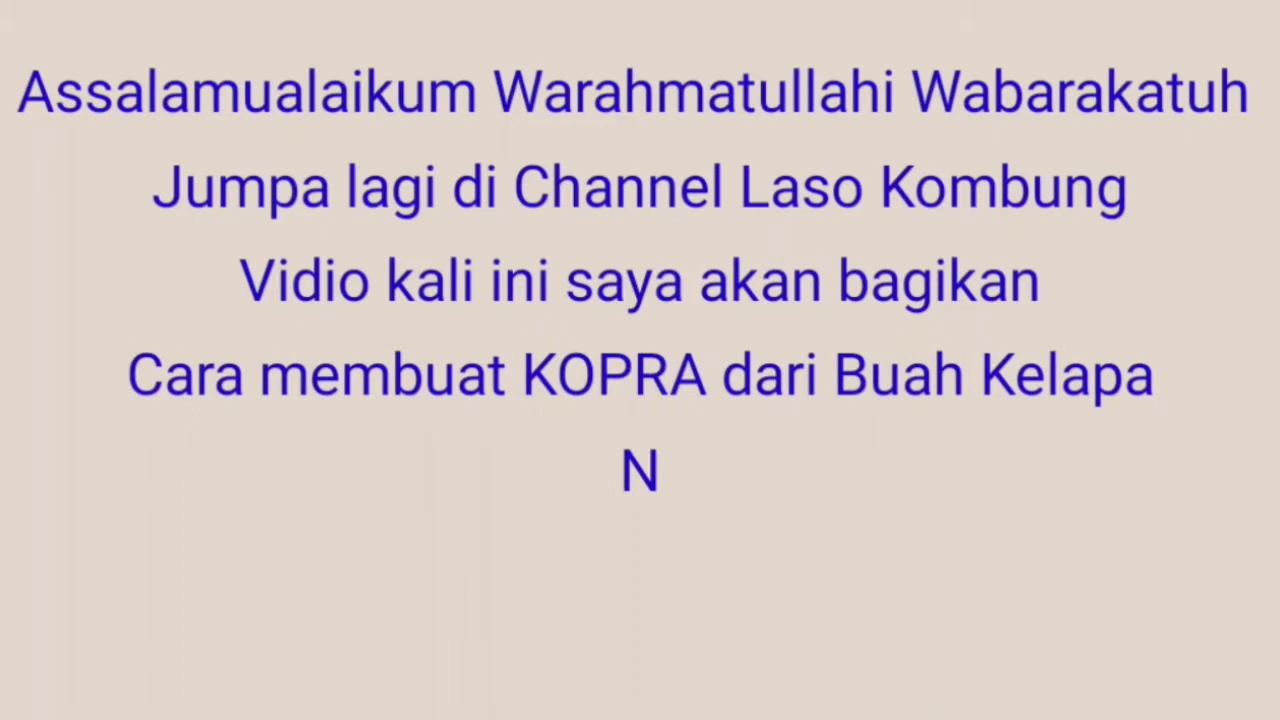 Assalamualaikum Warahmatullahi Wabarakatuh
Jumpa lagi di Channel Laso Kombung
Vidio kali ini saya akan bagikan
Cara membuat KOPRA dari Buah Kelapa
N